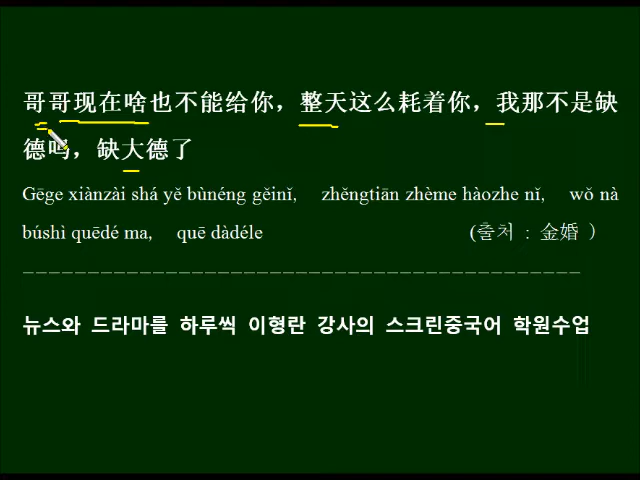 哥哥现在啥也不能给你，整天这么耗着你，我那不是缺
德吗，缺大德了
Gēge xiànzài shá yě bùnéng gěinǐ, zhěngtiān zhème hàozhe nǐ, wǒ nà
búshì quēdé ma, quē dàdéle (출처 : 金婚 )
뉴스와 드라마를 하루씩 이형란 강사의 스크린중국어 학원수업